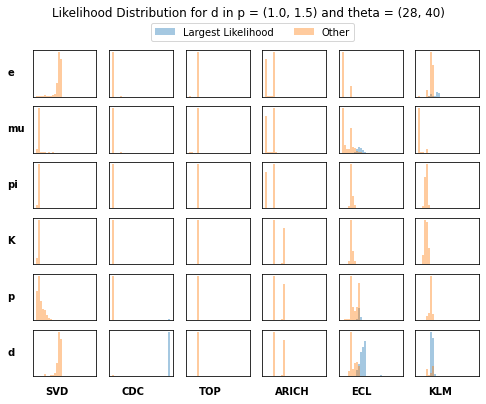 Likelihood Distribution for d in p = (1.0, 1.5) and theta = (28, 40)
Largest Likelihood Other
e
mu
pi
K
p
d
SVD CDC TOP ARICH ECL KLM